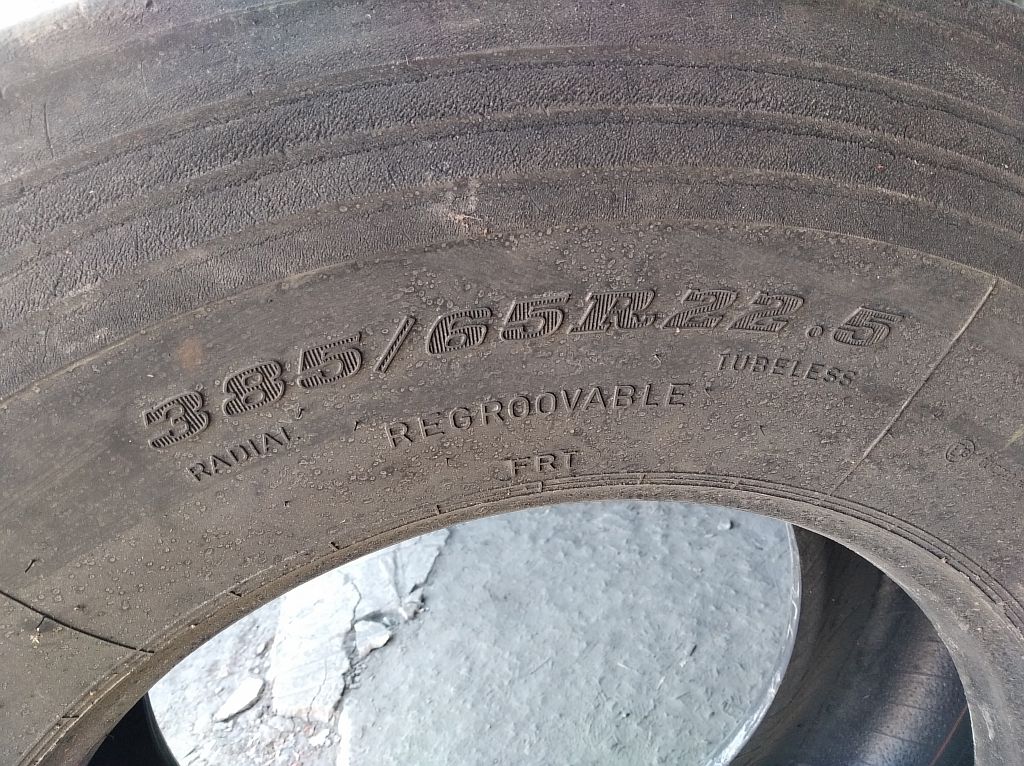 385/65R22.5
TUBELESS
RADIAL REGROOVABLE
FRT